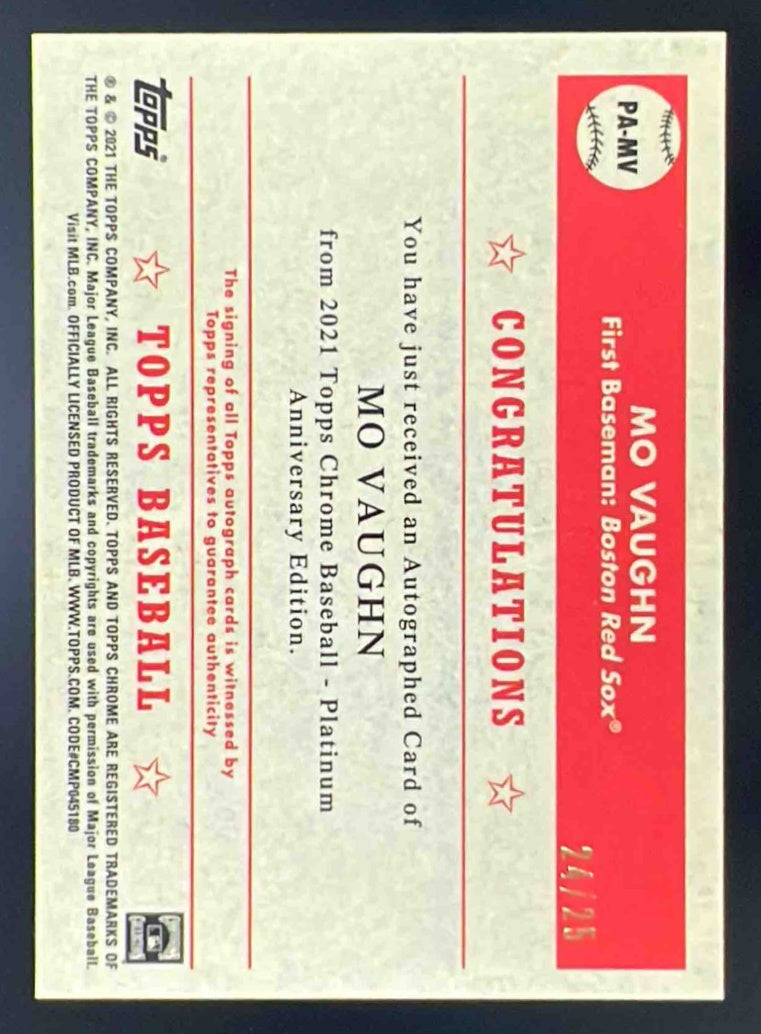 PA-MV
MO VAUGHN
First Baseman: Boston Red Sox®
24/25
CONGRATULATIONS
You have just received an Autographed Card of
MO VAUGHN
from 2021 Topps Chrome Baseball - Platinum
Anniversary Edition.
The signing of all Topps autograph cards is witnessed by
Topps representatives to guarantee authenticity
topps®
TOPPS BASEBALL
® & © 2021 THE TOPPS COMPANY, INC. ALL RIGHTS RESERVED. TOPPS AND TOPPS CHROME ARE REGISTERED TRADEMARKS OF
THE TOPPS COMPANY, INC. Major League Baseball trademarks and copyrights are used with permission of Major League Baseball.
Visit MLB.com. OFFICIALLY LICENSED PRODUCT OF MLB. WWW.TOPPS.COM. CODE#CMP045180